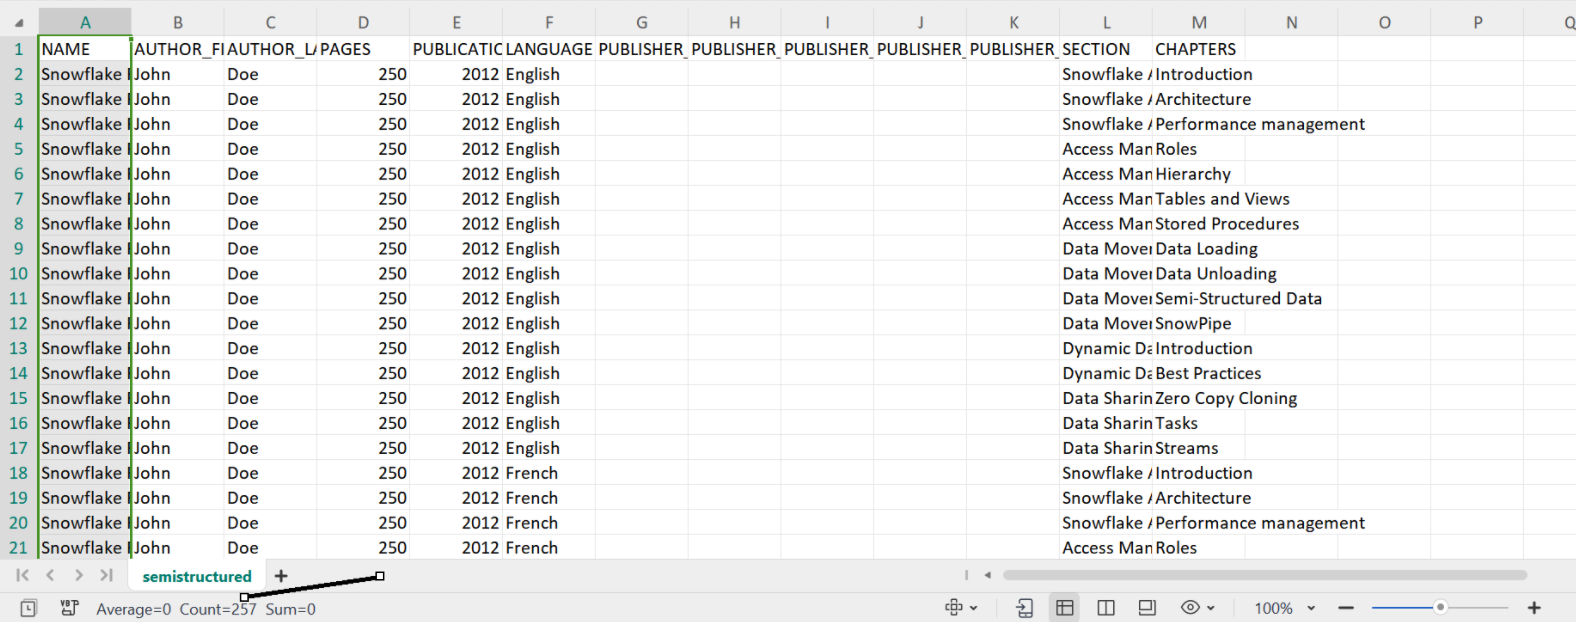 A B C D E F G H I J K L M N O P Q
1 NAME AUTHOR_FI AUTHOR_LA PAGES PUBLICATIO LANGUAGE PUBLISHER_ PUBLISHER_ PUBLISHER_ PUBLISHER_ PUBLISHER_ SECTION CHAPTERS
2 Snowflake John Doe 250 2012 English Snowflake A Introduction
3 Snowflake John Doe 250 2012 English Snowflake A Architecture
4 Snowflake John Doe 250 2012 English Snowflake A Performance management
5 Snowflake John Doe 250 2012 English Access Man Roles
6 Snowflake John Doe 250 2012 English Access Man Hierarchy
7 Snowflake John Doe 250 2012 English Access Man Tables and Views
8 Snowflake John Doe 250 2012 English Access Man Stored Procedures
9 Snowflake John Doe 250 2012 English Data Mover Data Loading
10 Snowflake John Doe 250 2012 English Data Mover Data Unloading
11 Snowflake John Doe 250 2012 English Data Mover Semi-Structured Data
12 Snowflake John Doe 250 2012 English Data Mover SnowPipe
13 Snowflake John Doe 250 2012 English Dynamic Da Introduction
14 Snowflake John Doe 250 2012 English Dynamic Da Best Practices
15 Snowflake John Doe 250 2012 English Data Sharin Zero Copy Cloning
16 Snowflake John Doe 250 2012 English Data Sharin Tasks
17 Snowflake John Doe 250 2012 English Data Sharin Streams
18 Snowflake John Doe 250 2012 French Snowflake A Introduction
19 Snowflake John Doe 250 2012 French Snowflake A Architecture
20 Snowflake John Doe 250 2012 French Snowflake A Performance management
21 Snowflake John Doe 250 2012 French Access Man Roles
semistructured
Average=0 Count=257 Sum=0 100%